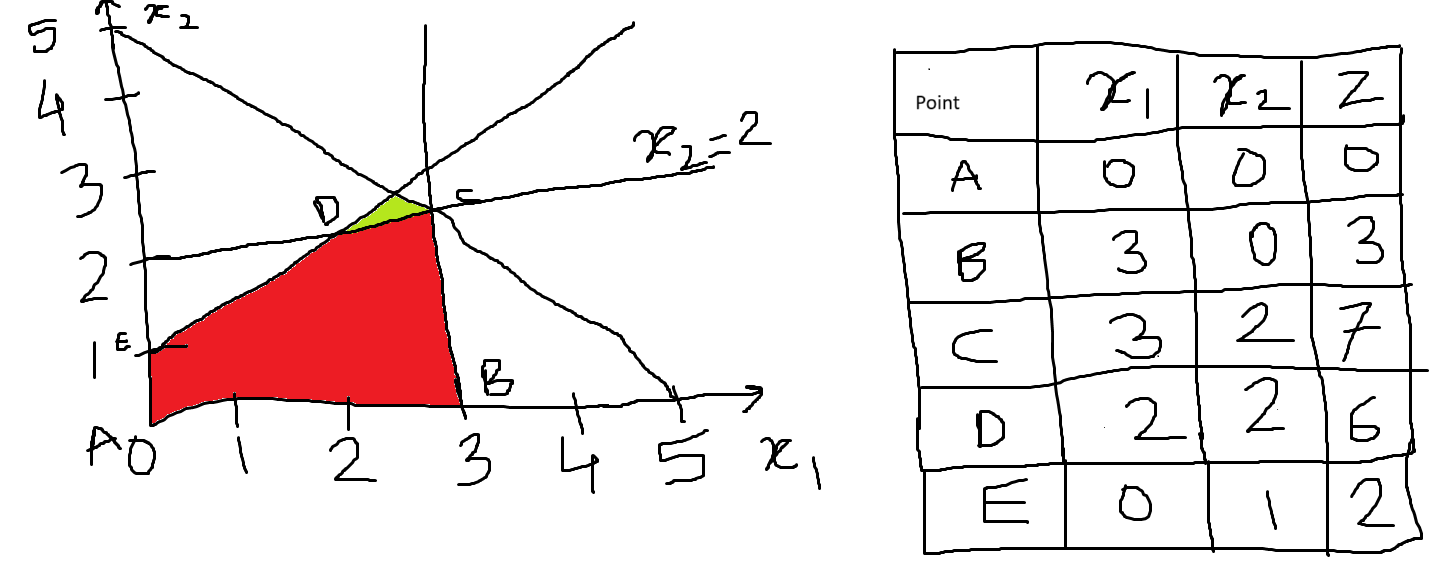 x₂
5
4
3
2
1
x₂=2
D
C
E
B
A
0 1 2 3 4 5 x₁
Point x₁ x₂ Z
A 0 0 0
B 3 0 3
C 3 2 7
D 2 2 6
E 0 1 2